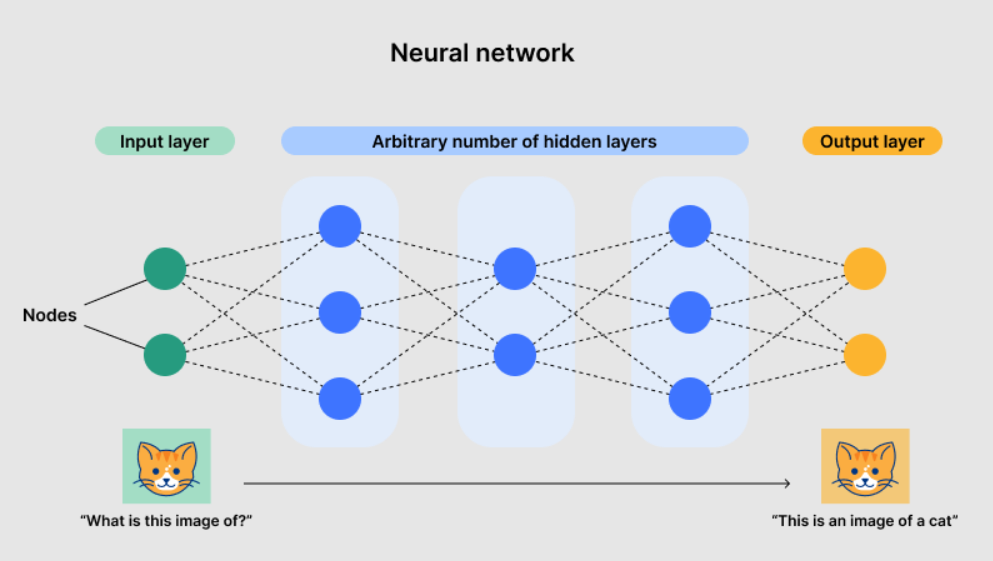 Neural network
Input layer
Arbitrary number of hidden layers
Output layer
Nodes
“What is this image of?”
“This is an image of a cat”